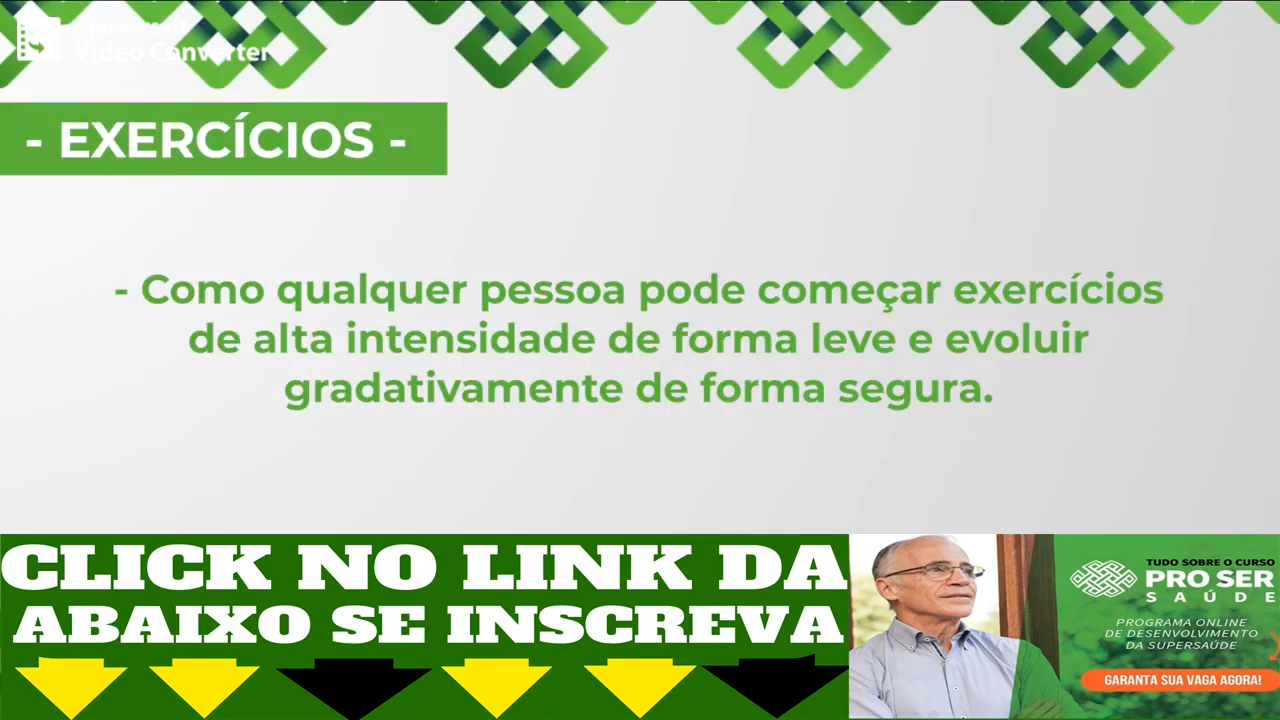 Apowersoft
Video Converter
- EXERCÍCIOS -
- Como qualquer pessoa pode começar exercícios
de alta intensidade de forma leve e evoluir
gradativamente de forma segura.
CLICK NO LINK DA
ABAIXO SE INSCREVA
TUDO SOBRE O CURSO
PRO SER
SAÚDE
PROGRAMA ONLINE
DE DESENVOLVIMENTO
DA SUPERSAÚDE
GARANTA SUA VAGA AGORA!